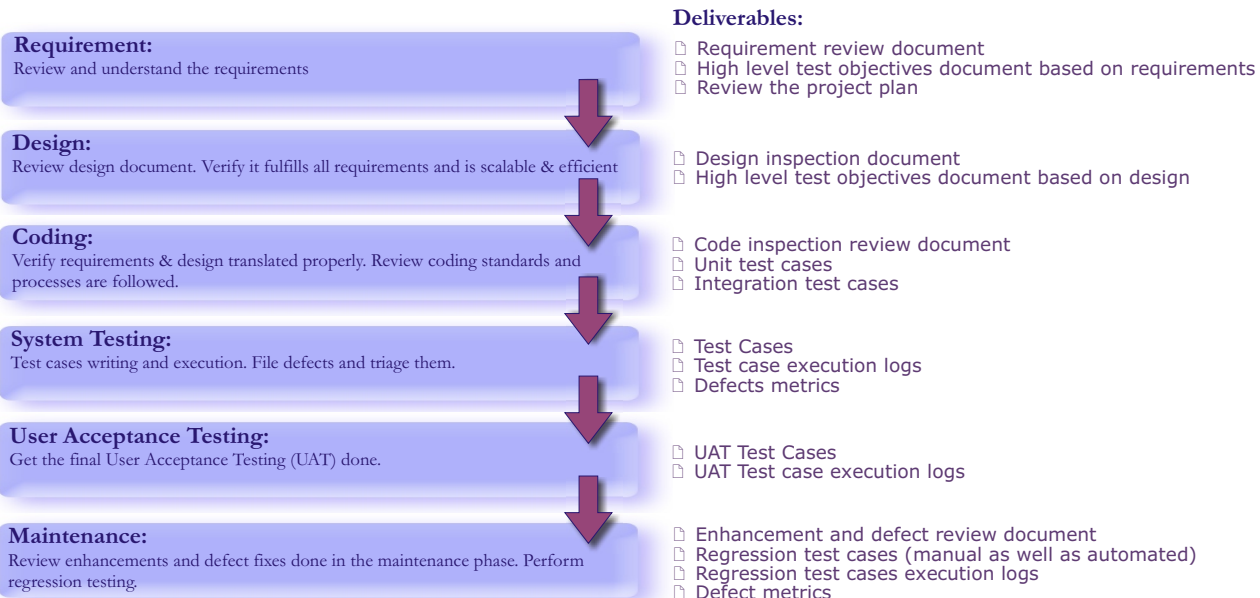 Deliverables:
Requirement:
Review and understand the requirements
Requirement review document
High level test objectives document based on requirements
Review the project plan
Design:
Review design document. Verify it fulfills all requirements and is scalable & efficient
Design inspection document
High level test objectives document based on design
Coding:
Verify requirements & design translated properly. Review coding standards and
processes are followed.
Code inspection review document
Unit test cases
Integration test cases
System Testing:
Test cases writing and execution. File defects and triage them.
Test Cases
Test case execution logs
Defects metrics
User Acceptance Testing:
Get the final User Acceptance Testing (UAT) done.
UAT Test Cases
UAT Test case execution logs
Maintenance:
Review enhancements and defect fixes done in the maintenance phase. Perform
regression testing.
Enhancement and defect review document
Regression test cases (manual as well as automated)
Regression test cases execution logs
Defect metrics